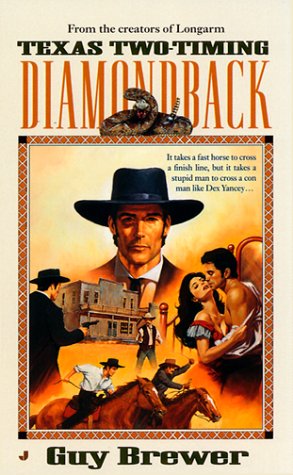 From the creators of Longarm
TEXAS TWO-TIMING
DIAMONDBACK
It takes a fast horse to cross
a finish line, but it takes a
stupid man to cross a con
man like Dex Yancey...
J
Guy Brewer